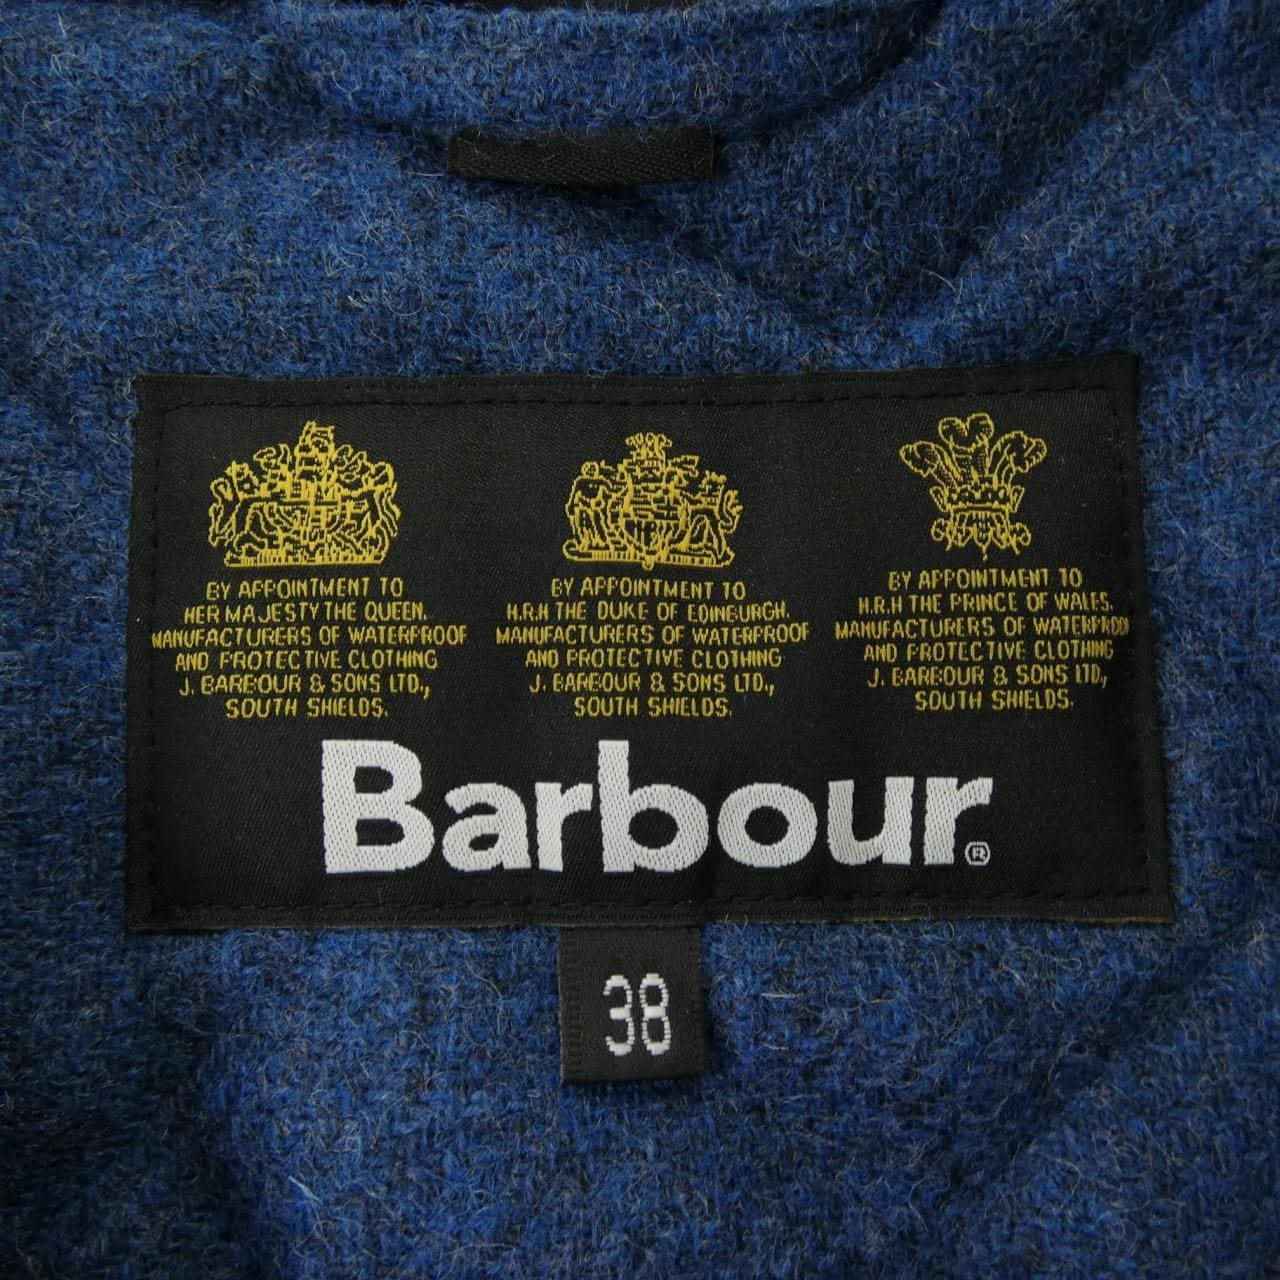 BY APPOINTMENT TO
HER MAJESTY THE QUEEN.
MANUFACTURERS OF WATERPROOF
AND PROTECTIVE CLOTHING
J. BARBOUR & SONS LTD.,
SOUTH SHIELDS.
BY APPOINTMENT TO
H.R.H THE DUKE OF EDINBURGH.
MANUFACTURERS OF WATERPROOF
AND PROTECTIVE CLOTHING
J. BARBOUR & SONS LTD.,
SOUTH SHIELDS.
BY APPOINTMENT TO
H.R.H THE PRINCE OF WALES.
MANUFACTURERS OF WATERPROO
AND PROTECTIVE CLOTHING
J. BARBOUR & SONS LTD.,
SOUTH SHIELDS.
Barbour®
38